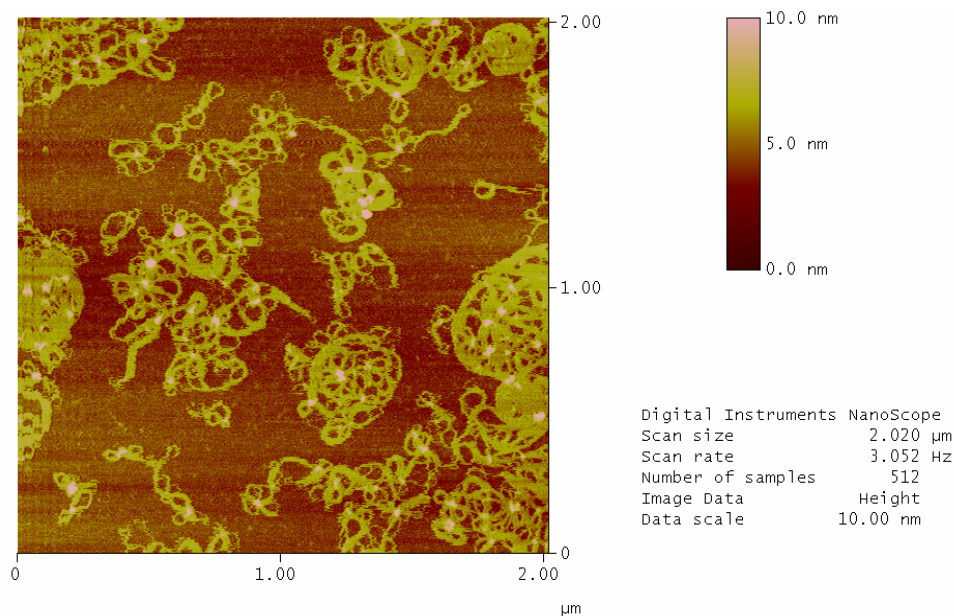 10.0 nm
5.0 nm
0.0 nm
2.00
1.00
0
0
1.00
2.00
µm
Digital Instruments NanoScope
Scan size 2.020 µm
Scan rate 3.052 Hz
Number of samples 512
Image Data Height
Data scale 10.00 nm